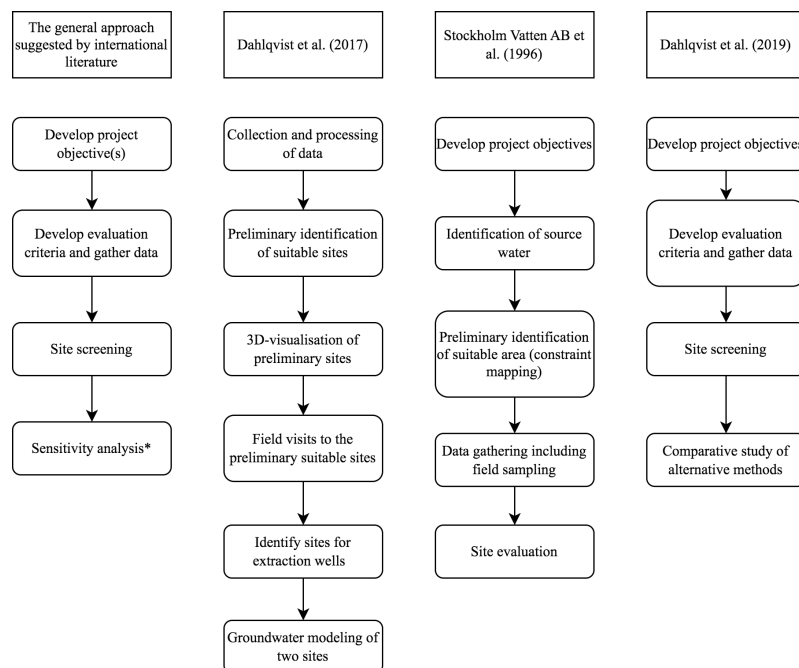 The general approach
suggested by international
literature
Develop project
objective(s)
Develop evaluation
criteria and gather data
Site screening
Sensitivity analysis*
Dahlqvist et al. (2017)
Collection and processing
of data
Preliminary identification
of suitable sites
3D-visualisation of
preliminary sites
Field visits to the
preliminary suitable sites
Identify sites for
extraction wells
Groundwater modeling of
two sites
Stockholm Vatten AB et
al. (1996)
Develop project objectives
Identification of source
water
Preliminary identification
of suitable area (constraint
mapping)
Data gathering including
field sampling
Site evaluation
Dahlqvist et al. (2019)
Develop project objectives
Develop evaluation
criteria and gather data
Site screening
Comparative study of
alternative methods